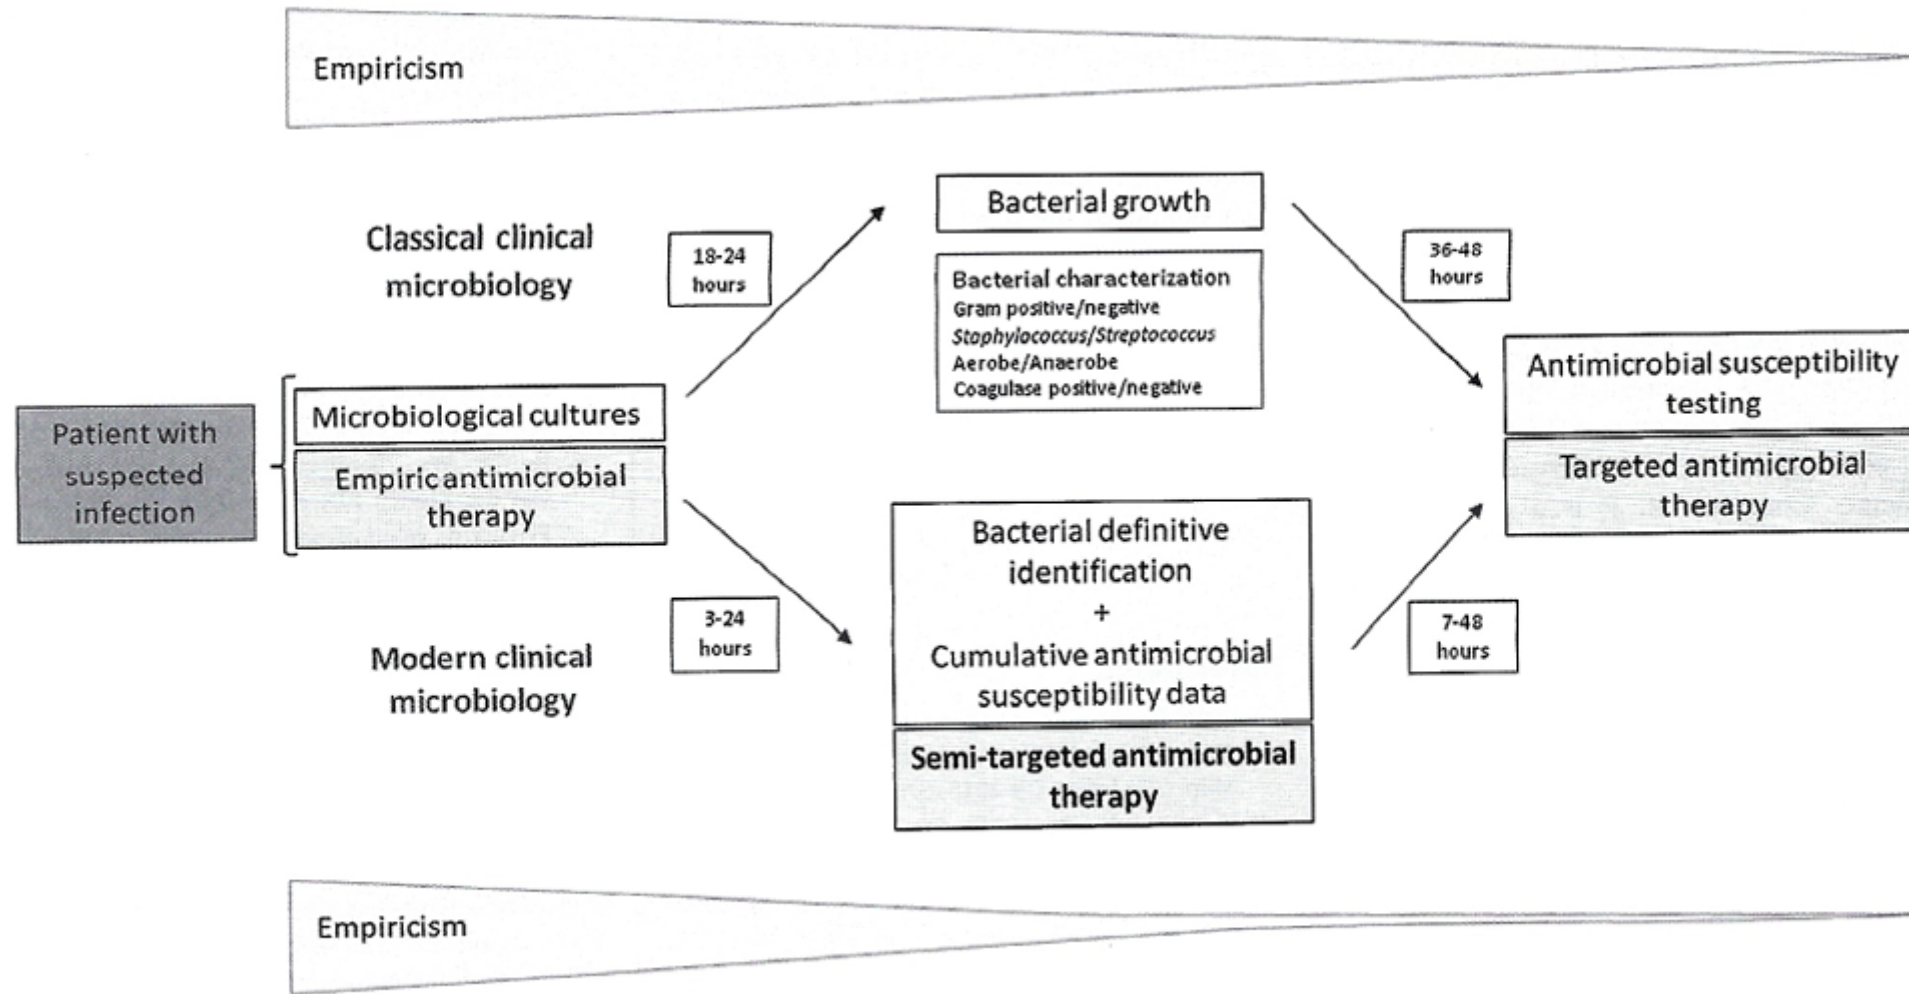 Empiricism
Classical clinical
microbiology
18-24
hours
Bacterial growth
Bacterial characterization
Gram positive/negative
Staphylococcus/Streptococcus
Aerobe/Anaerobe
Coagulase positive/negative
36-48
hours
Patient with
suspected
infection
Microbiological cultures
Empiric antimicrobial
therapy
Antimicrobial susceptibility
testing
Targeted antimicrobial
therapy
Modern clinical
microbiology
3-24
hours
Bacterial definitive
identification
+
Cumulative antimicrobial
susceptibility data
Semi-targeted antimicrobial
therapy
7-48
hours
Empiricism